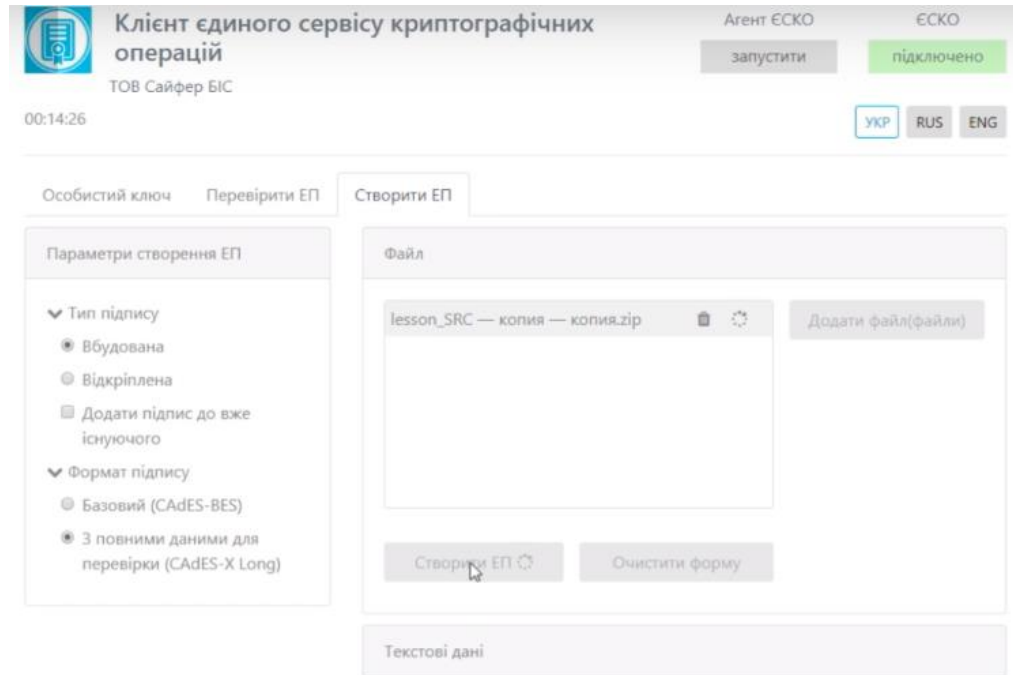 Клієнт єдиного сервісу криптографічних
операцій
ТОВ Сайфер БІС
Агент ЄСКО
запустити
ЄСКО
підключено
00:14:26
УКР RUS ENG
Особистий ключ Перевірити ЕП Створити ЕП
Параметри створення ЕП
Тип підпису
Вбудована
Відкріплена
Додати підпис до вже
існуючого
Формат підпису
Базовий (CAdES-BES)
З повними даними для
перевірки (CAdES-X Long)
Файл
lesson_SRC — копия — копия.zip
Додати файл(файли)
Створити ЕП
Очистити форму
Текстові дані